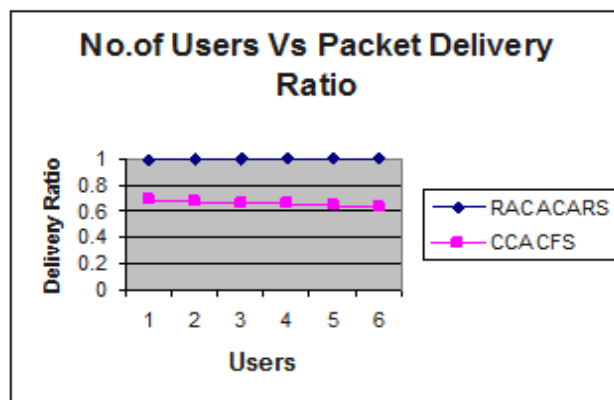 No.of Users Vs Packet Delivery
Ratio
Delivery Ratio
1
0.8
0.6
0.4
0.2
0
1 2 3 4 5 6
Users
RACACARS
CCACFS